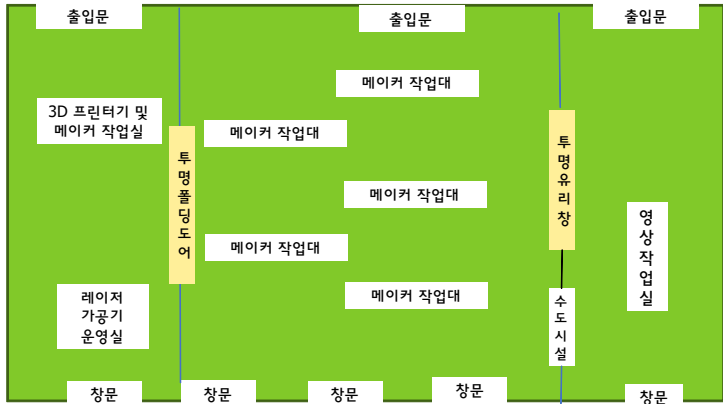 출입문
출입문
출입문
메이커 작업대
3D 프린터기 및
메이커 작업실
메이커 작업대
투명폴딩도어
투명유리창
메이커 작업대
영상작업실
메이커 작업대
레이저
가공기
운영실
메이커 작업대
수도시설
창문
창문
창문
창문
창문